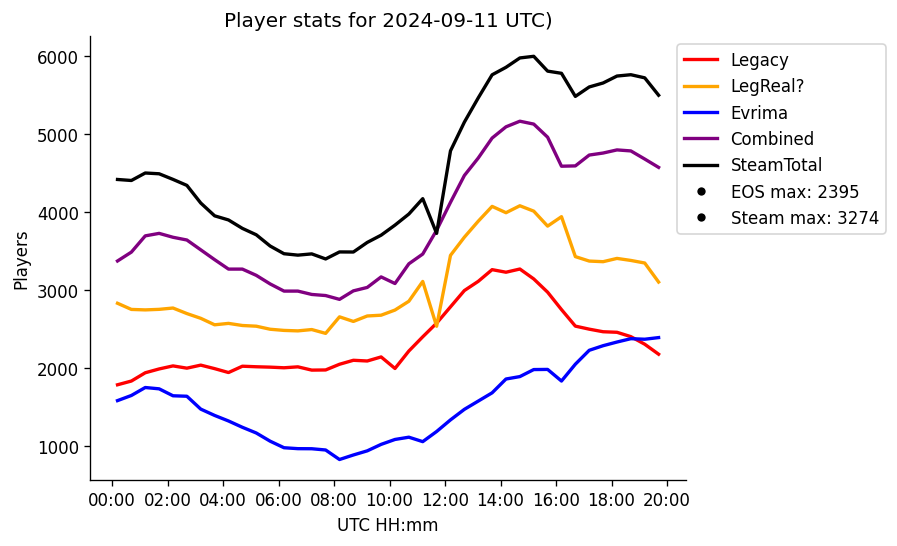 Player stats for 2024-09-11 UTC)
Legacy
LegReal?
Evrima
Combined
SteamTotal
EOS max: 2395
Steam max: 3274
6000
5000
4000
3000
2000
1000
Players
00:00 02:00 04:00 06:00 08:00 10:00 12:00 14:00 16:00 18:00 20:00
UTC HH:mm